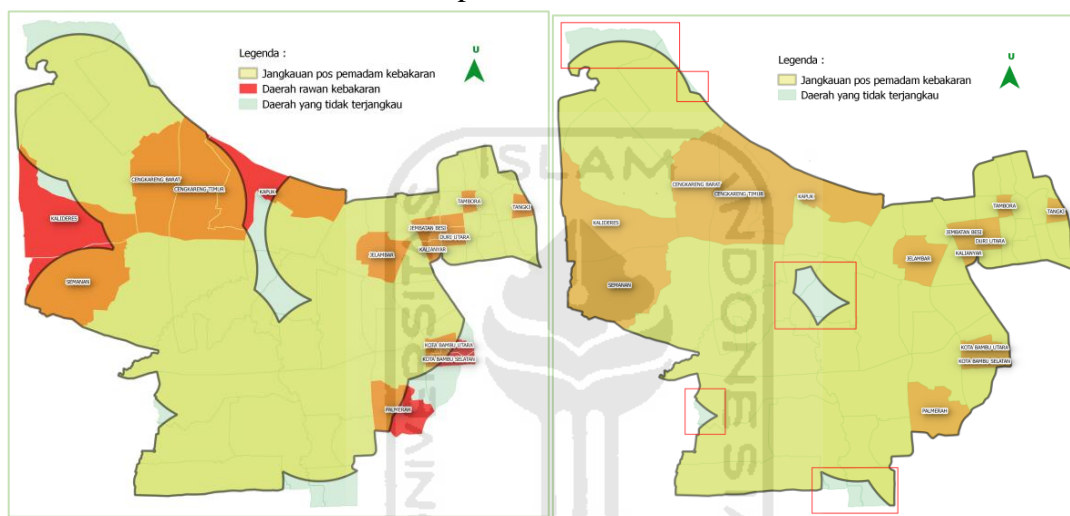 Legenda :
U
Jangkauan pos pemadam kebakaran
Daerah rawan kebakaran
Daerah yang tidak terjangkau
CENGKARENG BARAT
CENGKARENG TIMUR
KAPUK
KALIDERES
TAMBORA
TANGKI
JEMBATAN BESI
DURI UTARA
KALIANYAR
JELAMBAR
SEMANAN
KOTA BAMBU UTARA
KOTA BAMBU SELATAN
PALMERAH
Legenda :
U
Jangkauan pos pemadam kebakaran
Daerah yang tidak terjangkau
CENGKARENG BARAT
CENGKARENG TIMUR
KAPUK
KALIDERES
TAMBORA
TANGKI
JEMBATAN BESI
DURI UTARA
KALIANYAR
JELAMBAR
SEMANAN
KOTA BAMBU UTARA
KOTA BAMBU SELATAN
PALMERAH
ISLAM